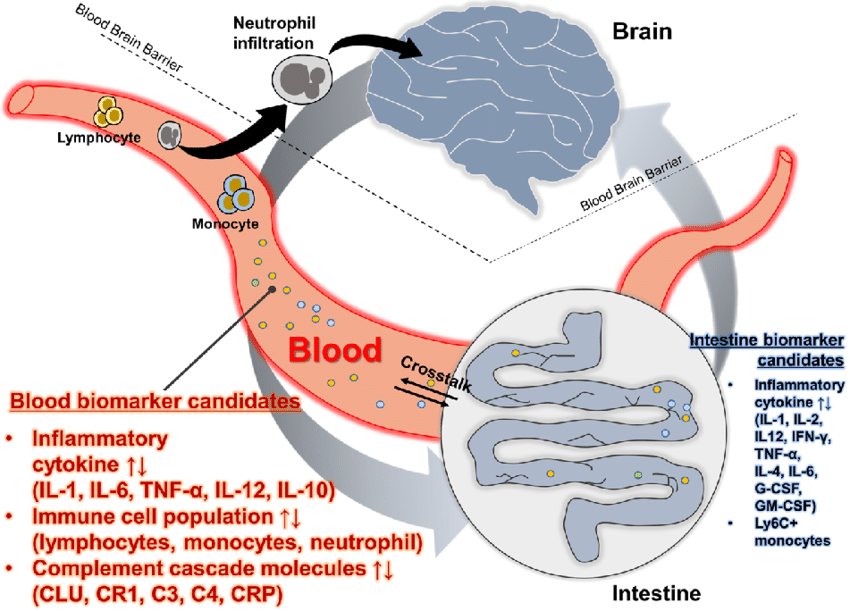 Neutrophil
infiltration
Blood Brain Barrier
Brain
Lymphocyte
Monocyte
Blood Brain Barrier
Blood
Crosstalk
Blood biomarker candidates
• Inflammatory
cytokine ↑↓
(IL-1, IL-6, TNF-α, IL-12, IL-10)
• Immune cell population ↑↓
(lymphocytes, monocytes, neutrophil)
• Complement cascade molecules ↑↓
(CLU, CR1, C3, C4, CRP)
Intestine biomarker
candidates
• Inflammatory
cytokine ↑↓
(IL-1, IL-2,
IL12, IFN-γ,
TNF-α,
IL-4, IL-6,
G-CSF,
GM-CSF)
• Ly6C+
monocytes
Intestine